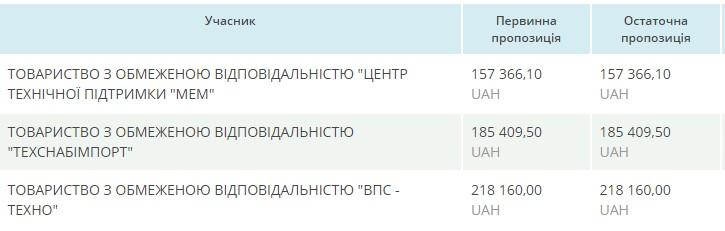 Учасник
Первинна
пропозиція
Остаточна
пропозиція
ТОВАРИСТВО З ОБМЕЖЕНОЮ ВІДПОВІДАЛЬНІСТЮ "ЦЕНТР
ТЕХНІЧНОЇ ПІДТРИМКИ "МЕМ"
157 366,10
UAH
157 366,10
UAH
ТОВАРИСТВО З ОБМЕЖЕНОЮ ВІДПОВІДАЛЬНІСТЮ
"ТЕХСНАБІМПОРТ"
185 409,50
UAH
185 409,50
UAH
ТОВАРИСТВО З ОБМЕЖЕНОЮ ВІДПОВІДАЛЬНІСТЮ "ВПС -
ТЕХНО"
218 160,00
UAH
218 160,00
UAH